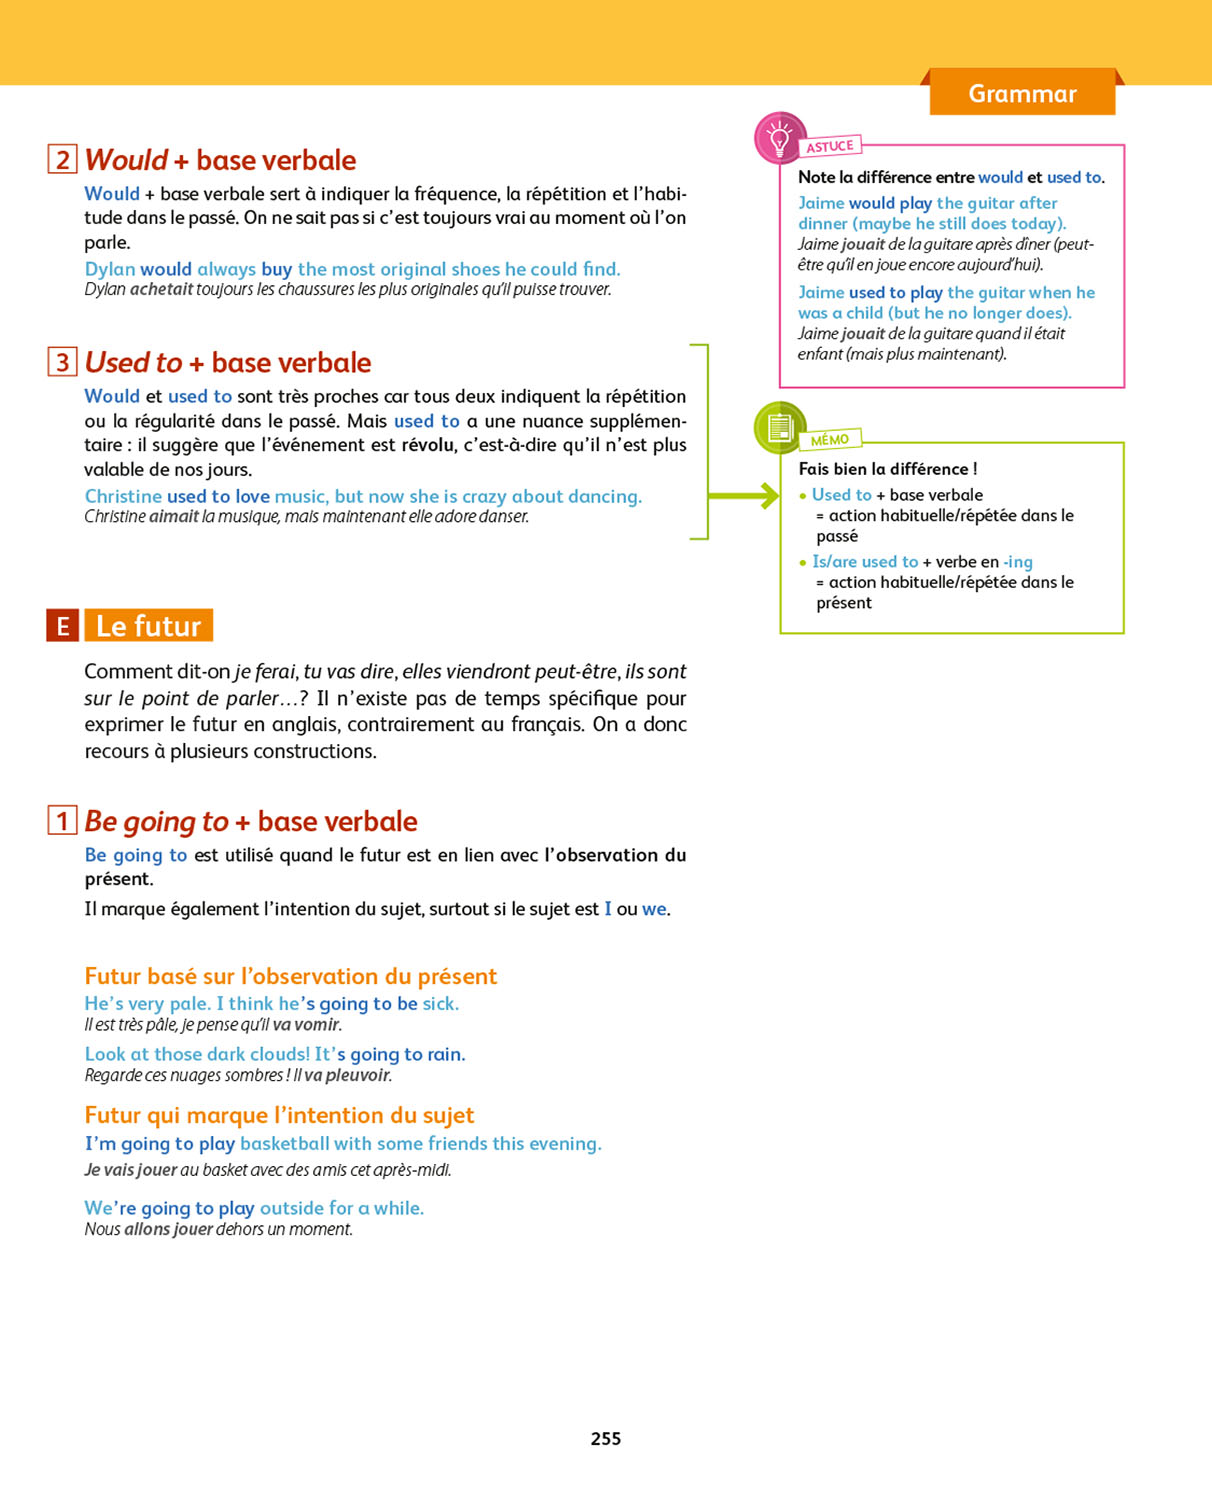 Grammar
2 Would + base verbale
Would + base verbale sert à indiquer la fréquence, la répétition et l'habi-
tude dans le passé. On ne sait pas si c'est toujours vrai au moment où l'on
parle.
Dylan would always buy the most original shoes he could find.
Dylan achetait toujours les chaussures les plus originales qu'il puisse trouver.
3 Used to + base verbale
Would et used to sont très proches car tous deux indiquent la répétition
ou la régularité dans le passé. Mais used to a une nuance supplémen-
taire : il suggère que l'événement est révolu, c'est-à-dire qu'il n'est plus
valable de nos jours.
Christine used to love music, but now she is crazy about dancing.
Christine aimait la musique, mais maintenant elle adore danser.
ASTUCE
Note la différence entre would et used to.
Jaime would play the guitar after
dinner (maybe he still does today).
Jaime jouait de la guitare après dîner (peut-
être qu'il en joue encore aujourd'hui).
Jaime used to play the guitar when he
was a child (but he no longer does).
Jaime jouait de la guitare quand il était
enfant (mais plus maintenant).
MÉMO
Fais bien la différence !
• Used to + base verbale
= action habituelle/répétée dans le
passé
• Is/are used to + verbe en -ing
= action habituelle/répétée dans le
présent
E Le futur
Comment dit-on je ferai, tu vas dire, elles viendront peut-être, ils sont
sur le point de parler…? Il n'existe pas de temps spécifique pour
exprimer le futur en anglais, contrairement au français. On a donc
recours à plusieurs constructions.
1 Be going to + base verbale
Be going to est utilisé quand le futur est en lien avec l'observation du
présent.
Il marque également l'intention du sujet, surtout si le sujet est I ou we.
Futur basé sur l'observation du présent
He's very pale. I think he's going to be sick.
Il est très pâle, je pense qu'il va vomir.
Look at those dark clouds! It's going to rain.
Regarde ces nuages sombres ! Il va pleuvoir.
Futur qui marque l'intention du sujet
I'm going to play basketball with some friends this evening.
Je vais jouer au basket avec des amis cet après-midi.
We're going to play outside for a while.
Nous allons jouer dehors un moment.
255